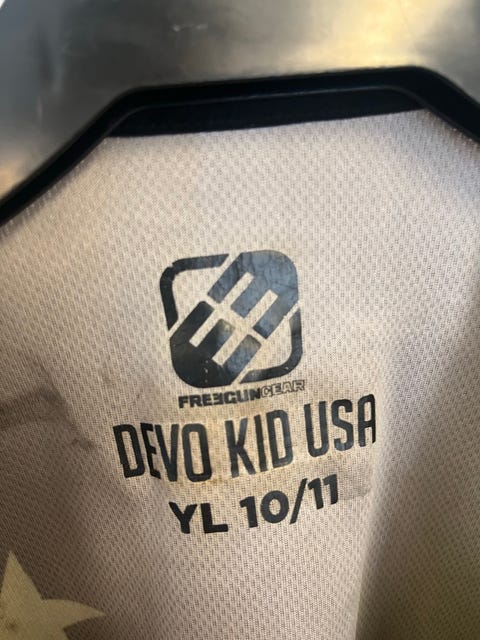 FREEGUNGEAR
DEVO KID USA
YL 10/11